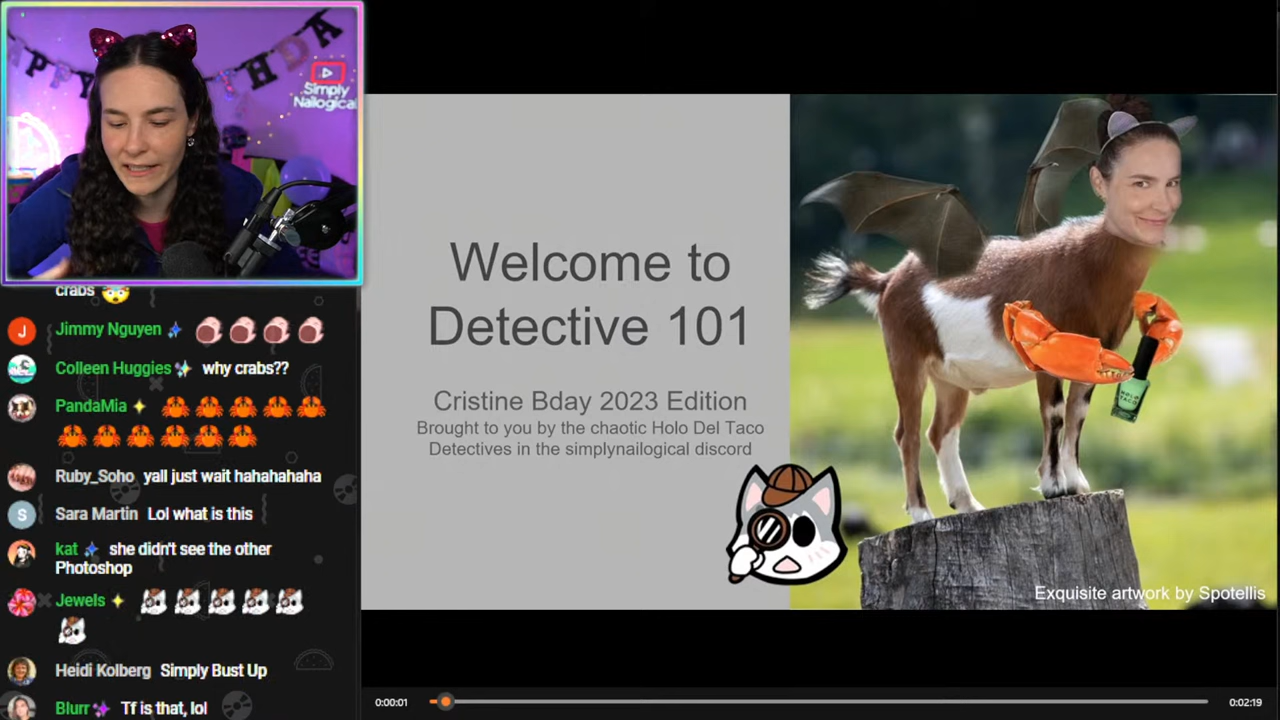 Simply
Nailogical
crabs
Jimmy Nguyen
Colleen Huggies why crabs??
PandaMia
Ruby_Soho yall just wait hahahahaha
Sara Martin Lol what is this
kat she didn't see the other
Photoshop
Jewels
Heidi Kolberg Simply Bust Up
Blurr Tf is that, lol
Welcome to
Detective 101
Cristine Bday 2023 Edition
Brought to you by the chaotic Holo Del Taco
Detectives in the simplynailogical discord
HOLO
TACO
Exquisite artwork by Spotellis
0:00:01
0:02:19
J
S